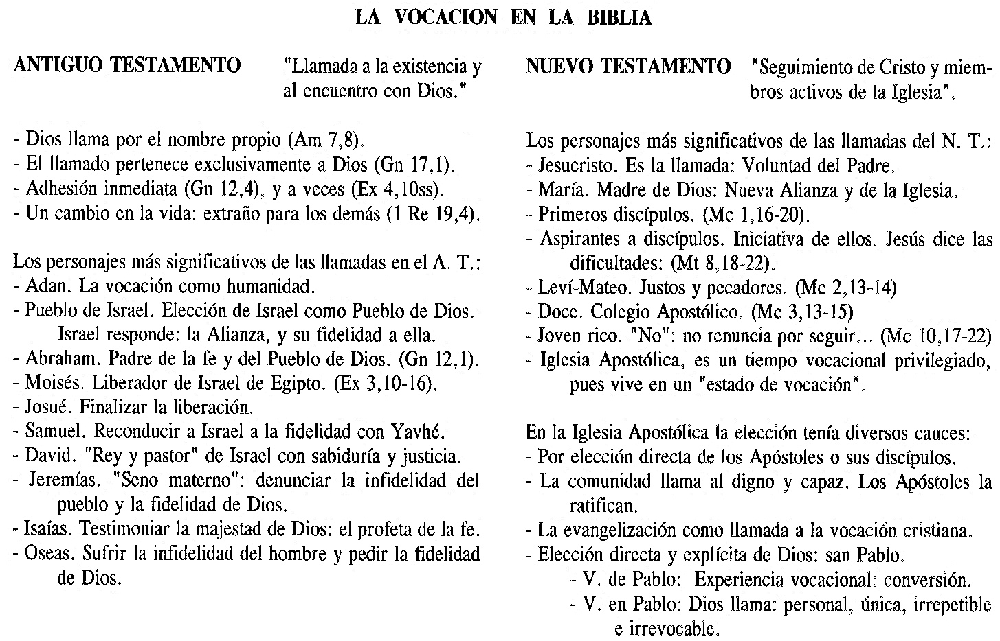 LA VOCACION EN LA BIBLIA
ANTIGUO TESTAMENTO "Llamada a la existencia y
al encuentro con Dios."
- Dios llama por el nombre propio (Am 7,8).
- El llamado pertenece exclusivamente a Dios (Gn 17,1).
- Adhesión inmediata (Gn 12,4), y a veces (Ex 4,10ss).
- Un cambio en la vida: extraño para los demás (1 Re 19,4).
Los personajes más significativos de las llamadas en el A. T.:
- Adan. La vocación como humanidad.
- Pueblo de Israel. Elección de Israel como Pueblo de Dios.
Israel responde: la Alianza, y su fidelidad a ella.
- Abraham. Padre de la fe y del Pueblo de Dios. (Gn 12,1).
- Moisés. Liberador de Israel de Egipto. (Ex 3,10-16).
- Josué. Finalizar la liberación.
- Samuel. Reconducir a Israel a la fidelidad con Yavhé.
- David. "Rey y pastor" de Israel con sabiduría y justicia.
- Jeremías. "Seno materno": denunciar la infidelidad del
pueblo y la fidelidad de Dios.
- Isaías. Testimoniar la majestad de Dios: el profeta de la fe.
- Oseas. Sufrir la infidelidad del hombre y pedir la fidelidad
de Dios.
NUEVO TESTAMENTO "Seguimiento de Cristo y miem-
bros activos de la Iglesia".
Los personajes más significativos de las llamadas del N. T.:
- Jesucristo. Es la llamada: Voluntad del Padre.
- María. Madre de Dios: Nueva Alianza y de la Iglesia.
- Primeros discípulos. (Mc 1,16-20).
- Aspirantes a discípulos. Iniciativa de ellos. Jesús dice las
dificultades: (Mt 8,18-22).
- Leví-Mateo. Justos y pecadores. (Mc 2,13-14)
- Doce. Colegio Apostólico. (Mc 3,13-15)
- Joven rico. "No": no renuncia por seguir... (Mc 10,17-22)
- Iglesia Apostólica, es un tiempo vocacional privilegiado,
pues vive en un "estado de vocación".
En la Iglesia Apostólica la elección tenía diversos cauces:
- Por elección directa de los Apóstoles o sus discípulos.
- La comunidad llama al digno y capaz. Los Apóstoles la
ratifican.
- La evangelización como llamada a la vocación cristiana.
- Elección directa y explícita de Dios: san Pablo.
- V. de Pablo: Experiencia vocacional: conversión.
- V. en Pablo: Dios llama: personal, única, irrepetible
e irrevocable.